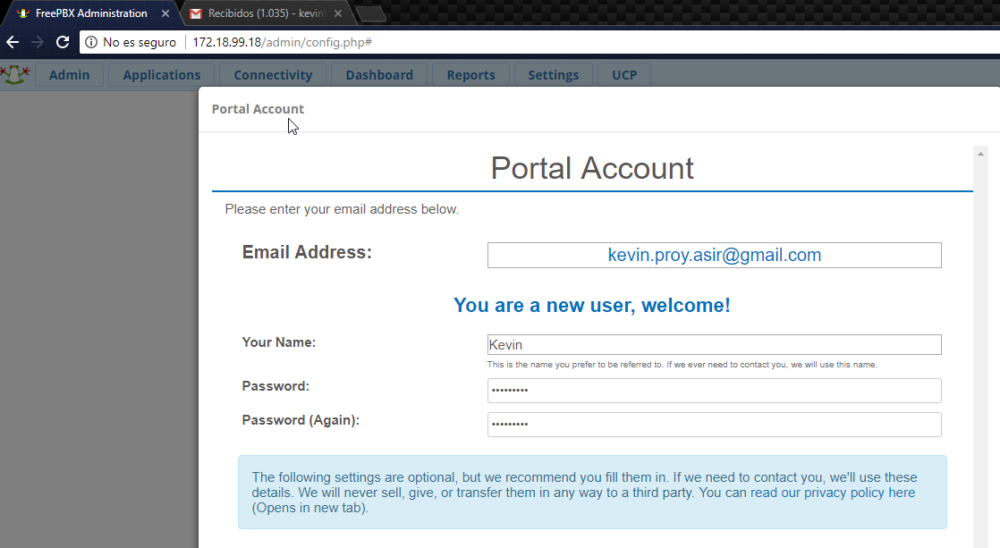 FreePBX Administration
Recibidos (1.035) - kevin
No es seguro
172.18.99.18/admin/config.php#
Admin
Applications
Connectivity
Dashboard
Reports
Settings
UCP
Portal Account
Portal Account
Please enter your email address below.
Email Address:
kevin.proy.asir@gmail.com
You are a new user, welcome!
Your Name:
Kevin
This is the name you prefer to be referred to. If we ever need to contact you, we will use this name.
Password:
•••••••••
Password (Again):
•••••••••
The following settings are optional, but we recommend you fill them in. If we need to contact you, we'll use these
details. We will never sell, give, or transfer them in any way to a third party. You can read our privacy policy here
(Opens in new tab).